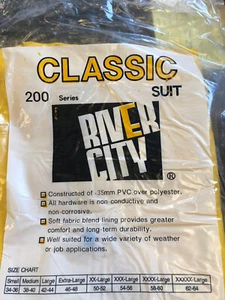 CLASSIC
SUIT
200 Series
RIVER
CITY
®
Constructed of .35mm PVC over polyester.
All hardware is non-conductive and
non-corrosive.
Soft fabric blend lining provides greater
comfort and long-term durability.
Well suited for a wide variety of weather
or job applications.
SIZE CHART
Small Medium Large Extra-Large XX-Large XXX-Large XXXX-Large XXXXX-Large
34-36 38-40 42-44 46-48 50-52 54-56 58-60 62-64